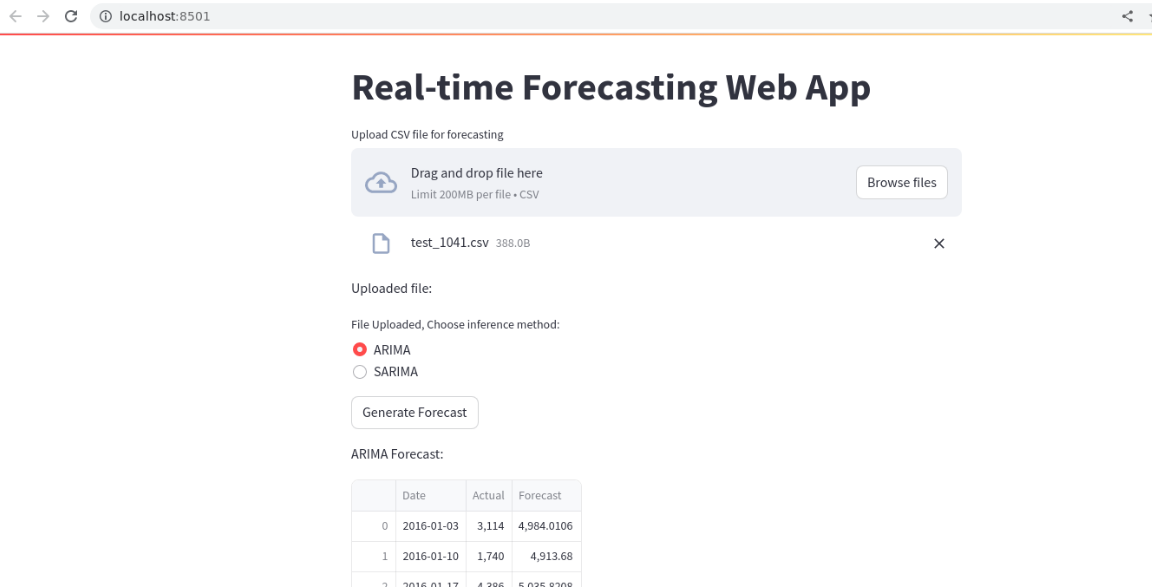 localhost:8501
Real-time Forecasting Web App
Upload CSV file for forecasting
Drag and drop file here
Limit 200MB per file • CSV
Browse files
test_1041.csv 388.0B
Uploaded file:
File Uploaded, Choose inference method:
ARIMA
SARIMA
Generate Forecast
ARIMA Forecast:
Date Actual Forecast
0 2016-01-03 3,114 4,984.0106
1 2016-01-10 1,740 4,913.68
2 2016-01-17 4,386 5,035.8208